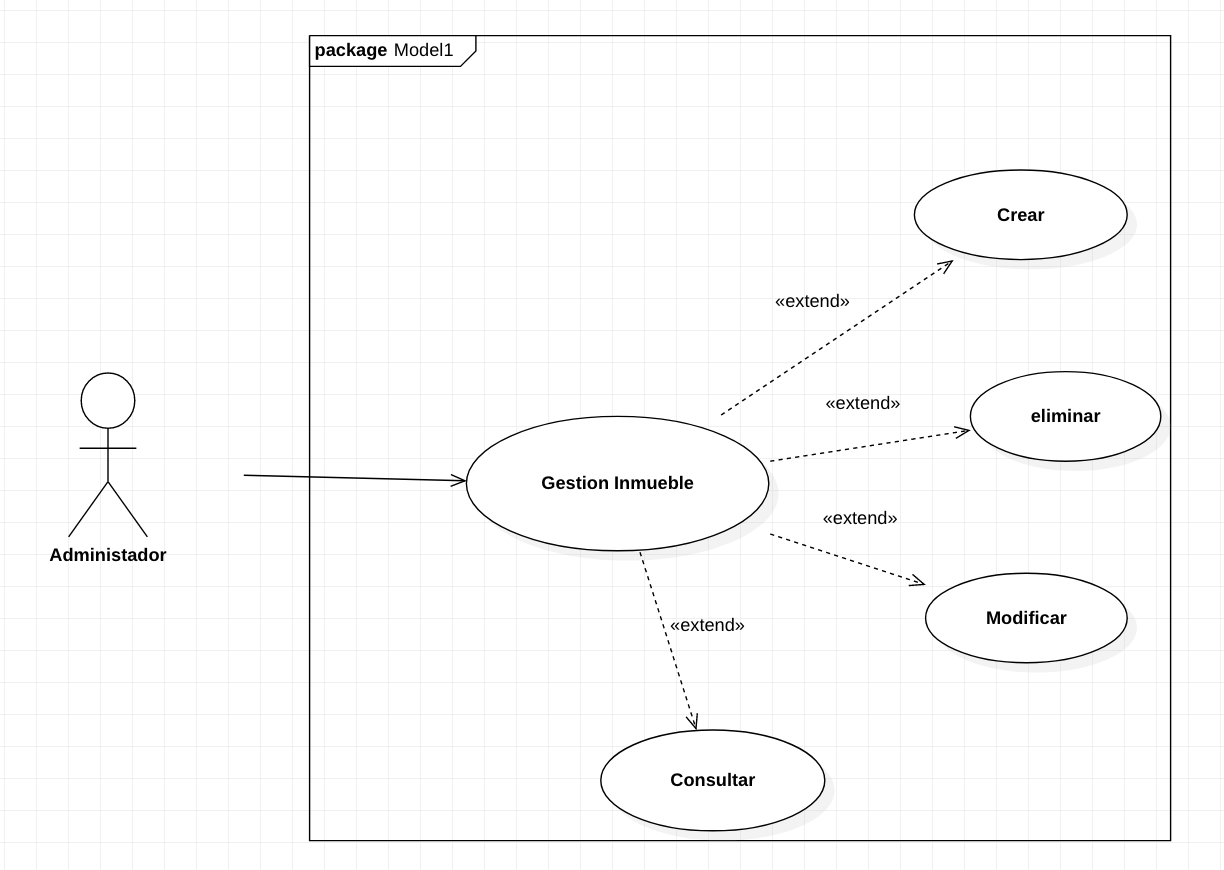 package Model1
Crear
«extend»
«extend»
eliminar
Gestion Inmueble
«extend»
Administador
Modificar
«extend»
Consultar